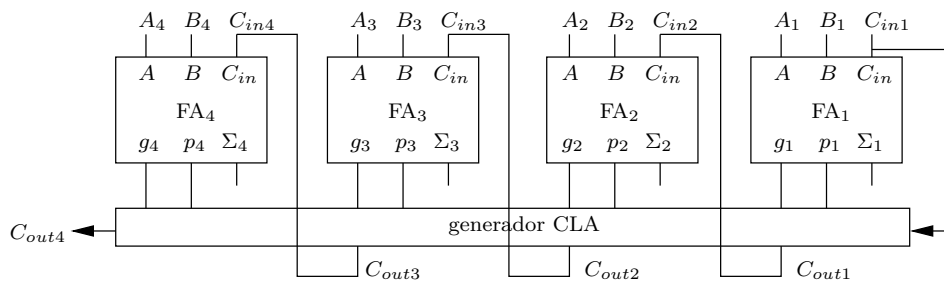 A4 B4 Cin4 A3 B3 Cin3 A2 B2 Cin2 A1 B1 Cin1
A B Cin A B Cin A B Cin A B Cin
FA4 FA3 FA2 FA1
g4 p4 Σ4 g3 p3 Σ3 g2 p2 Σ2 g1 p1 Σ1
generador CLA
Cout4
Cout3 Cout2 Cout1